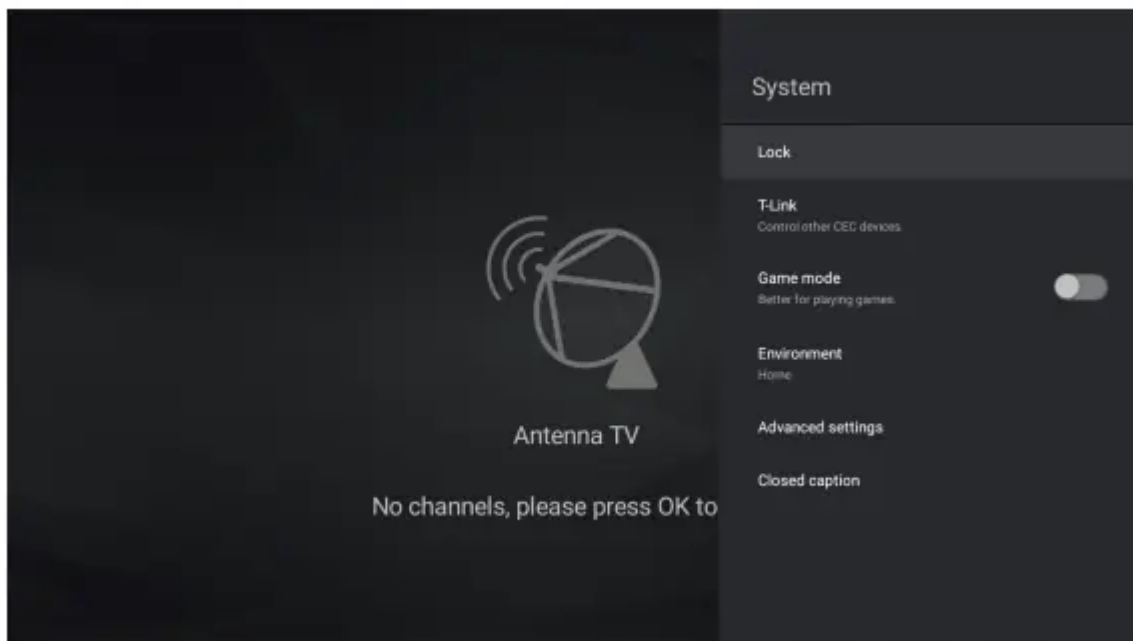 System
Lock
T-Link
Control other CEC devices.
Game mode
Better for playing games.
Environment
Home
Advanced settings
Closed caption
Antenna TV
No channels, please press OK to